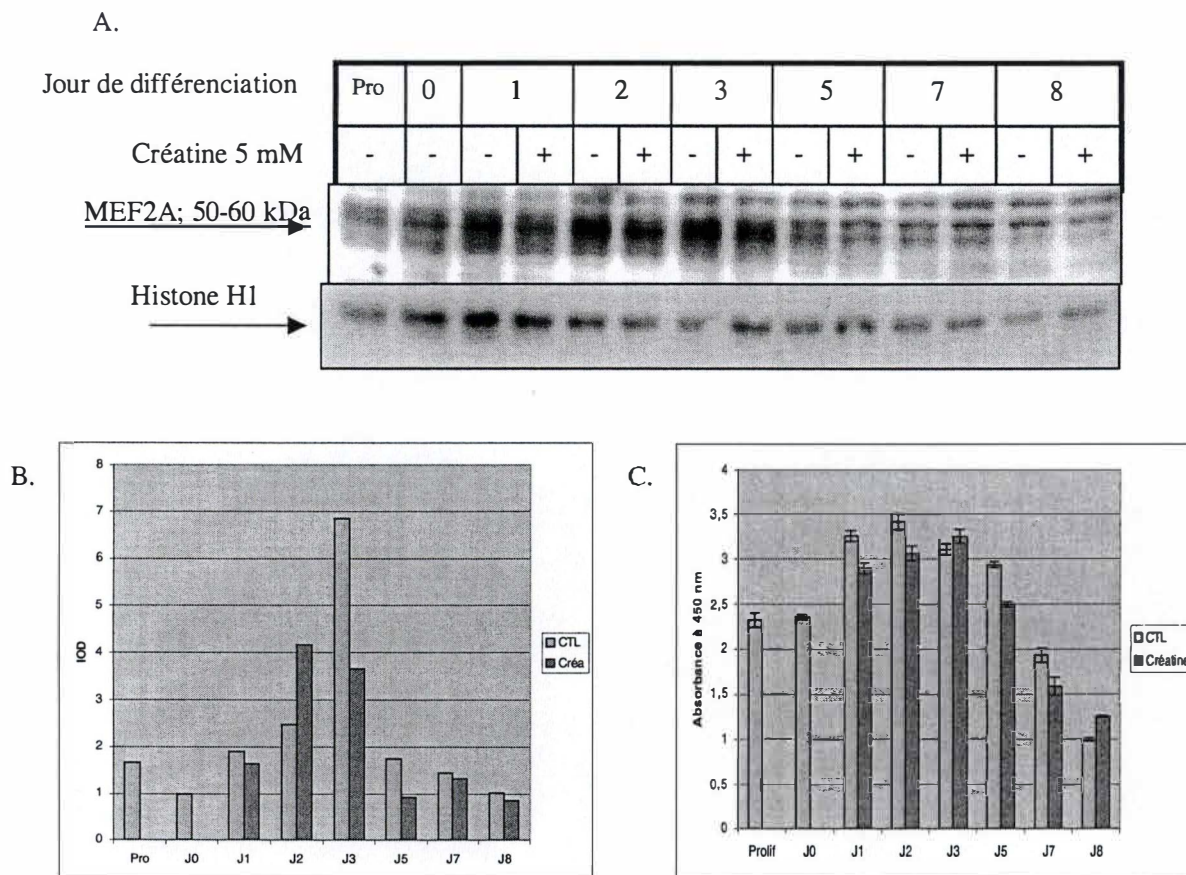 A.
Jour de différenciation Pro 0 1 2 3 5 7 8
Créatine 5 mM - - - + - + - + - + - + - +
MEF2A; 50-60 kDa
Histone H1
B.
8
7
6
5
4
3
2
1
0
IOD
Pro J0 J1 J2 J3 J5 J7 J8
CTL
Créa
C.
4
3,5
3
2,5
2
1,5
1
0,5
0
Absorbance à 450 nm
Prolif J0 J1 J2 J3 J5 J7 J8
CTL
Créatine